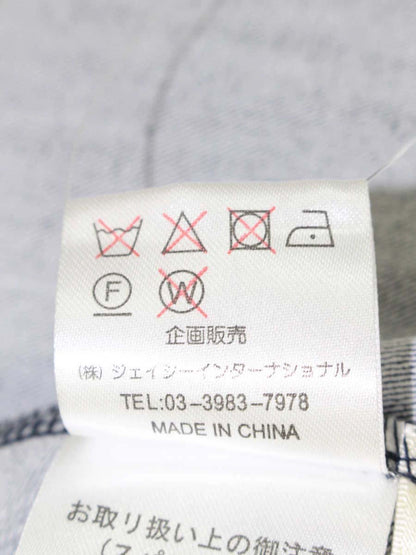 F W
企画販売
(株) ジェイジーインターナショナル
TEL:03-3983-7978
MADE IN CHINA
お取り扱い上の御注意